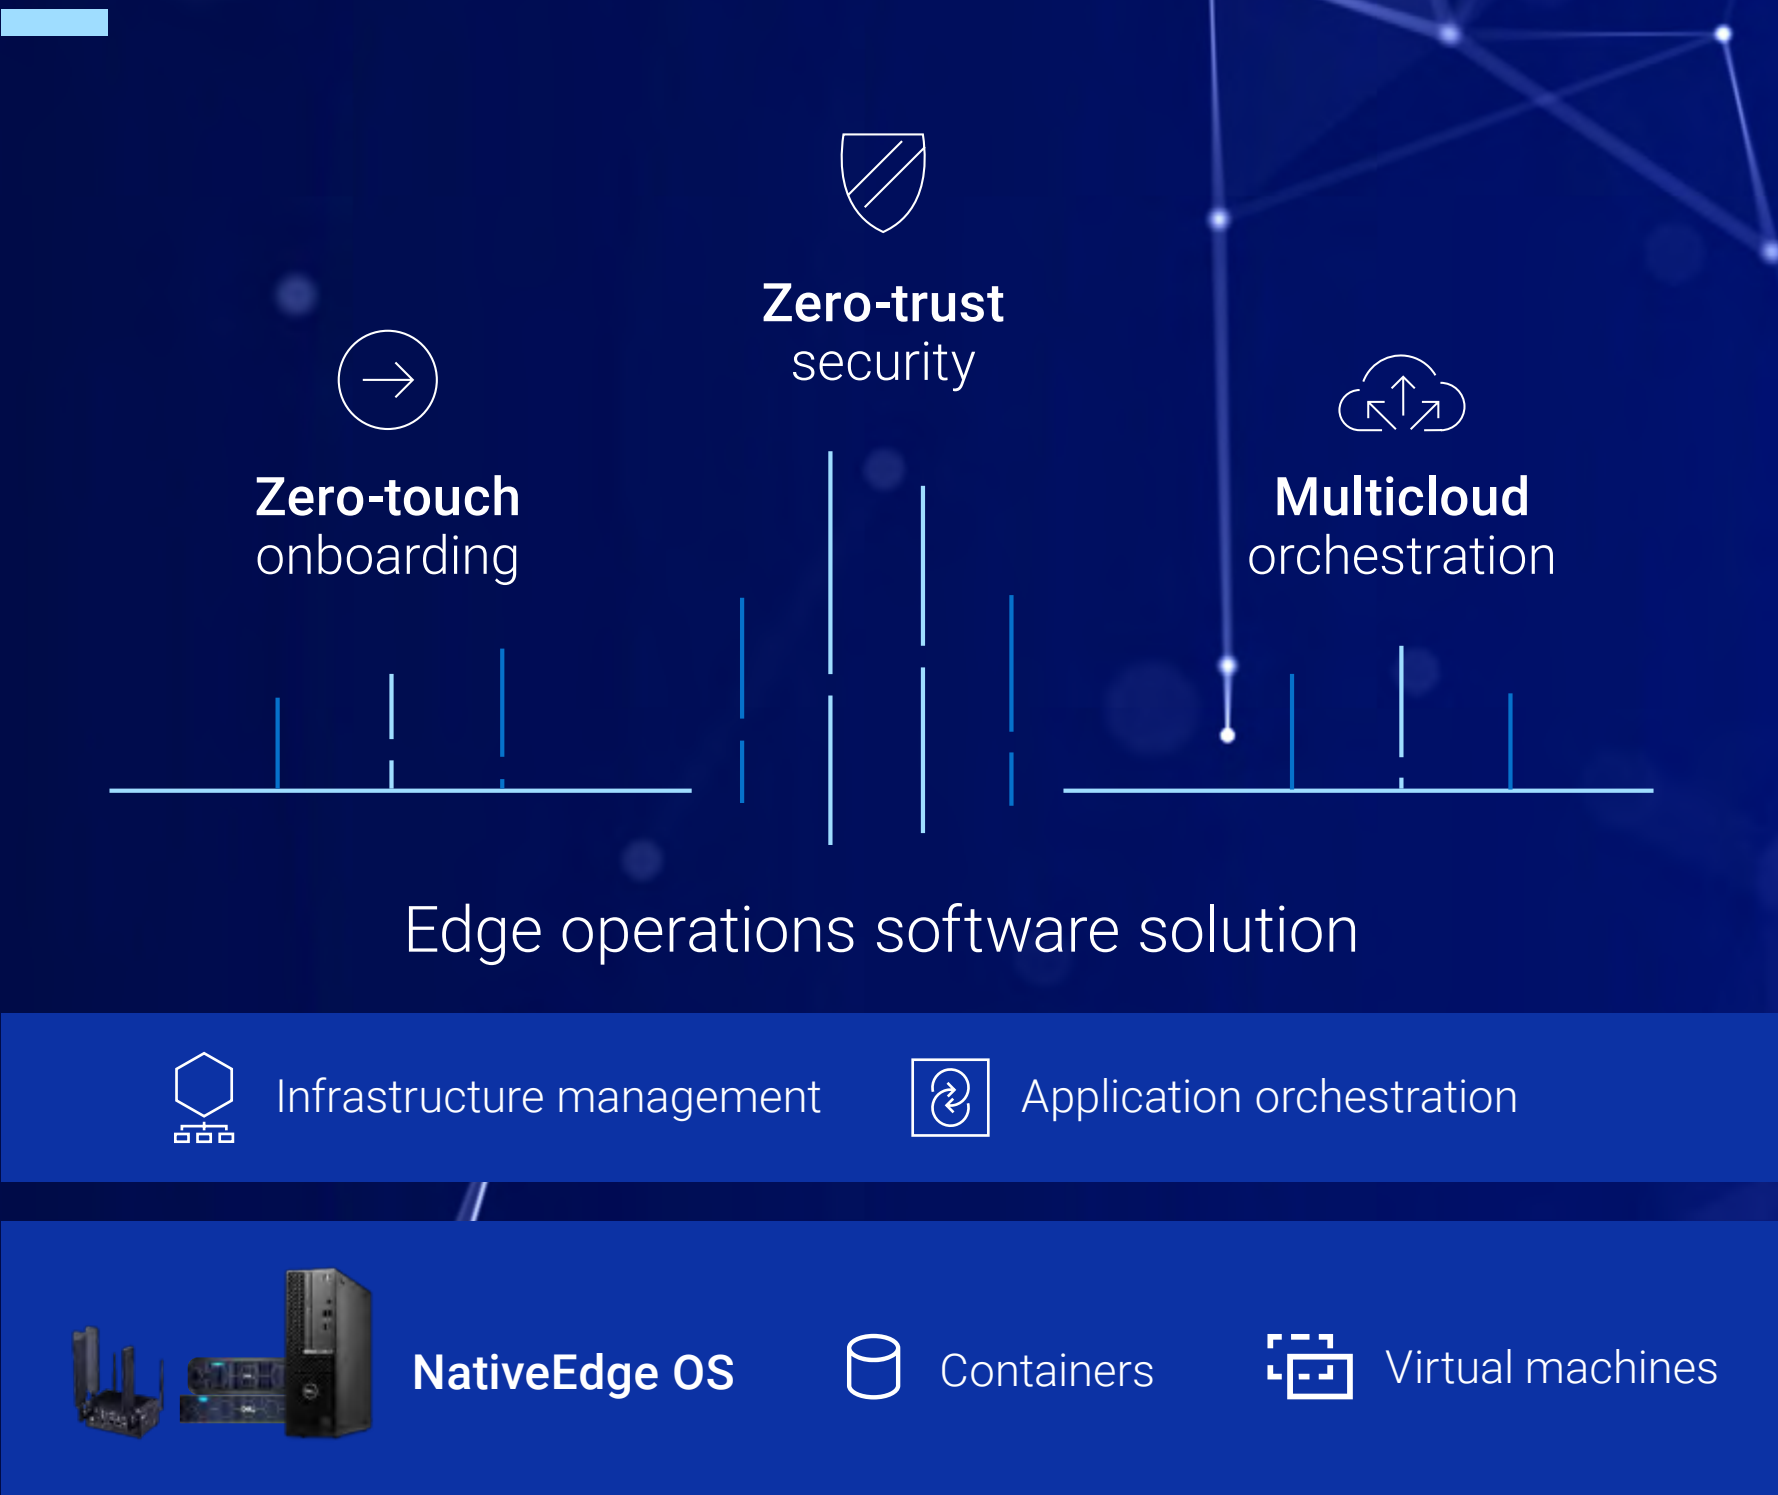 Zero-trust
security
Zero-touch
onboarding
Multicloud
orchestration
Edge operations software solution
Infrastructure management
Application orchestration
NativeEdge OS
Containers
Virtual machines